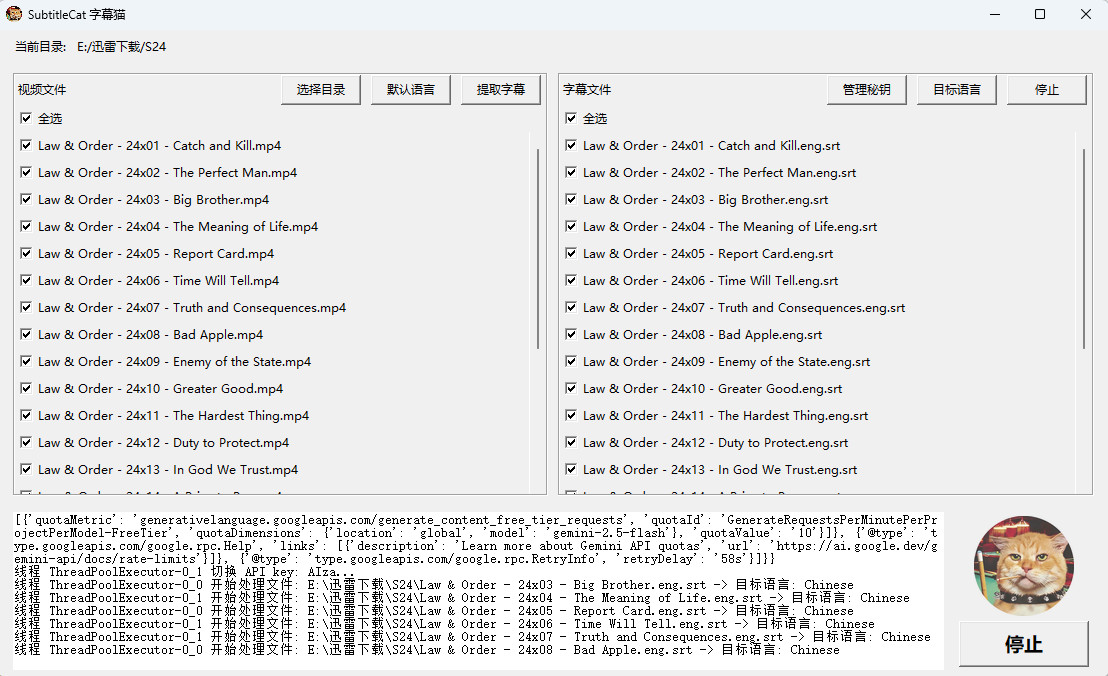 SubtitleCat 字幕猫
当前目录: E:/迅雷下载/S24
视频文件
选择目录
默认语言
提取字幕
全选
Law & Order - 24x01 - Catch and Kill.mp4
Law & Order - 24x02 - The Perfect Man.mp4
Law & Order - 24x03 - Big Brother.mp4
Law & Order - 24x04 - The Meaning of Life.mp4
Law & Order - 24x05 - Report Card.mp4
Law & Order - 24x06 - Time Will Tell.mp4
Law & Order - 24x07 - Truth and Consequences.mp4
Law & Order - 24x08 - Bad Apple.mp4
Law & Order - 24x09 - Enemy of the State.mp4
Law & Order - 24x10 - Greater Good.mp4
Law & Order - 24x11 - The Hardest Thing.mp4
Law & Order - 24x12 - Duty to Protect.mp4
Law & Order - 24x13 - In God We Trust.mp4
字幕文件
管理秘钥
目标语言
停止
全选
Law & Order - 24x01 - Catch and Kill.eng.srt
Law & Order - 24x02 - The Perfect Man.eng.srt
Law & Order - 24x03 - Big Brother.eng.srt
Law & Order - 24x04 - The Meaning of Life.eng.srt
Law & Order - 24x05 - Report Card.eng.srt
Law & Order - 24x06 - Time Will Tell.eng.srt
Law & Order - 24x07 - Truth and Consequences.eng.srt
Law & Order - 24x08 - Bad Apple.eng.srt
Law & Order - 24x09 - Enemy of the State.eng.srt
Law & Order - 24x10 - Greater Good.eng.srt
Law & Order - 24x11 - The Hardest Thing.eng.srt
Law & Order - 24x12 - Duty to Protect.eng.srt
Law & Order - 24x13 - In God We Trust.eng.srt
[{'quotaMetric': 'generativelanguage.googleapis.com/generate_content_free_tier_requests', 'quotaId': 'GenerateRequestsPerMinutePerPr
ojectPerModel-FreeTier', 'quotaDimensions': {'location': 'global', 'model': 'gemini-2.5-flash'}, 'quotaValue': '10'}]}, {'@type': 't
ype.googleapis.com/google.rpc.Help', 'links': [{'description': 'Learn more about Gemini API quotas', 'url': 'https://ai.google.dev/g
emini-api/docs/rate-limits'}]}, {'@type': 'type.googleapis.com/google.rpc.RetryInfo', 'retryDelay': '58s'}]}}
线程 ThreadPoolExecutor-0_1 切换 API key: AIza...
线程 ThreadPoolExecutor-0_0 开始处理文件: E:\迅雷下载\S24\Law & Order - 24x03 - Big Brother.eng.srt -> 目标语言: Chinese
线程 ThreadPoolExecutor-0_1 开始处理文件: E:\迅雷下载\S24\Law & Order - 24x04 - The Meaning of Life.eng.srt -> 目标语言: Chinese
线程 ThreadPoolExecutor-0_0 开始处理文件: E:\迅雷下载\S24\Law & Order - 24x05 - Report Card.eng.srt -> 目标语言: Chinese
线程 ThreadPoolExecutor-0_1 开始处理文件: E:\迅雷下载\S24\Law & Order - 24x06 - Time Will Tell.eng.srt -> 目标语言: Chinese
线程 ThreadPoolExecutor-0_1 开始处理文件: E:\迅雷下载\S24\Law & Order - 24x07 - Truth and Consequences.eng.srt -> 目标语言: Chinese
线程 ThreadPoolExecutor-0_0 开始处理文件: E:\迅雷下载\S24\Law & Order - 24x08 - Bad Apple.eng.srt -> 目标语言: Chinese
停止